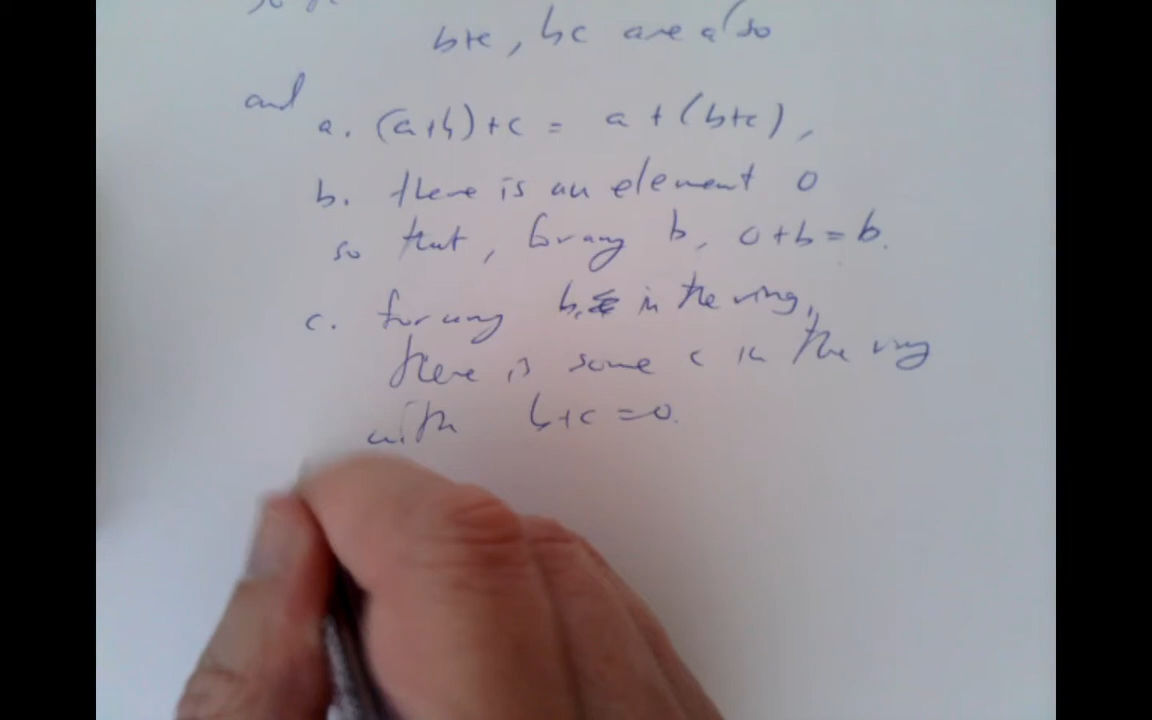 b+c, bc are also
and
a. (a+b)+c = a+(b+c),
b. there is an element 0
so that, for any b, 0+b=b.
c. for any b, in the ring,
there is some c in the ring
with b+c=0.